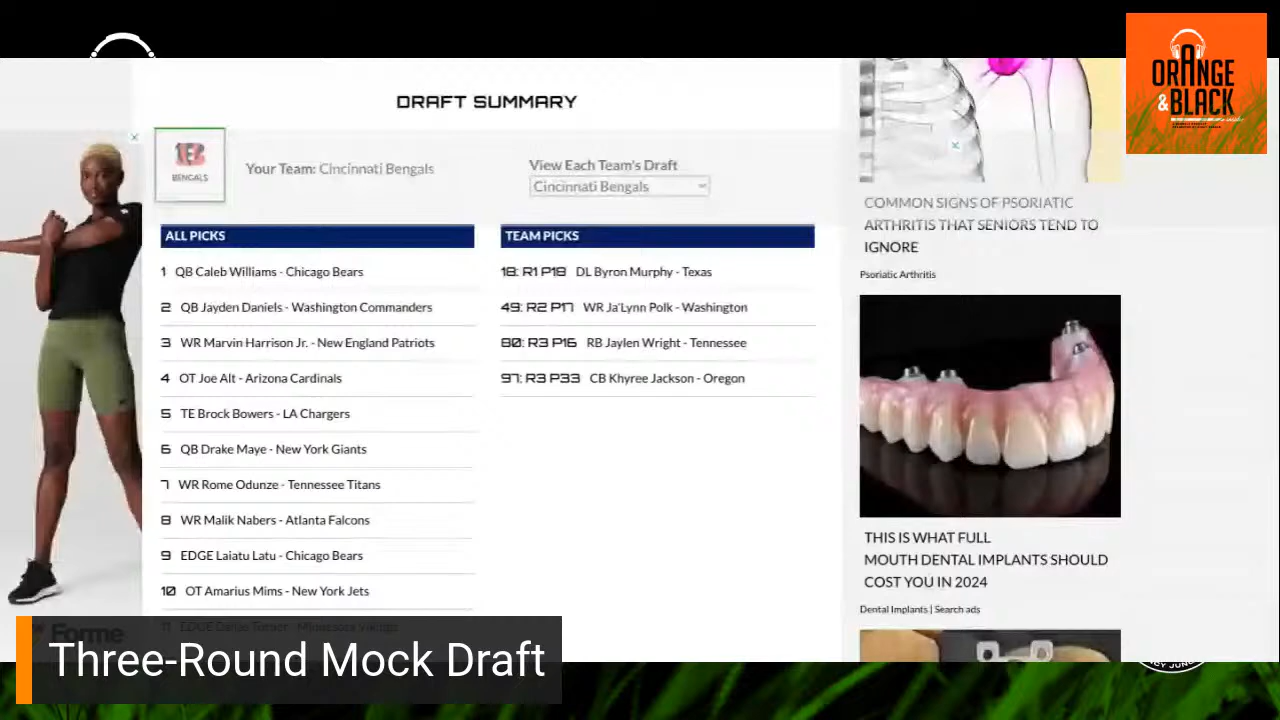 ORANGE
& BLACK
DRAFT SUMMARY
BENGALS
Your Team: Cincinnati Bengals
View Each Team's Draft
Cincinnati Bengals
ALL PICKS
1 QB Caleb Williams - Chicago Bears
2 QB Jayden Daniels - Washington Commanders
3 WR Marvin Harrison Jr. - New England Patriots
4 OT Joe Alt - Arizona Cardinals
5 TE Brock Bowers - LA Chargers
6 QB Drake Maye - New York Giants
7 WR Rome Odunze - Tennessee Titans
8 WR Malik Nabers - Atlanta Falcons
9 EDGE Laiatu Latu - Chicago Bears
10 OT Amarius Mims - New York Jets
11 EDGE Dallas Turner - Minnesota Vikings
TEAM PICKS
18: R1 P18 DL Byron Murphy - Texas
49: R2 P17 WR Ja'Lynn Polk - Washington
80: R3 P16 RB Jaylen Wright - Tennessee
97: R3 P33 CB Khyree Jackson - Oregon
COMMON SIGNS OF PSORIATIC
ARTHRITIS THAT SENIORS TEND TO
IGNORE
Psoriatic Arthritis
THIS IS WHAT FULL
MOUTH DENTAL IMPLANTS SHOULD
COST YOU IN 2024
Dental Implants | Search ads
Forme
Three-Round Mock Draft